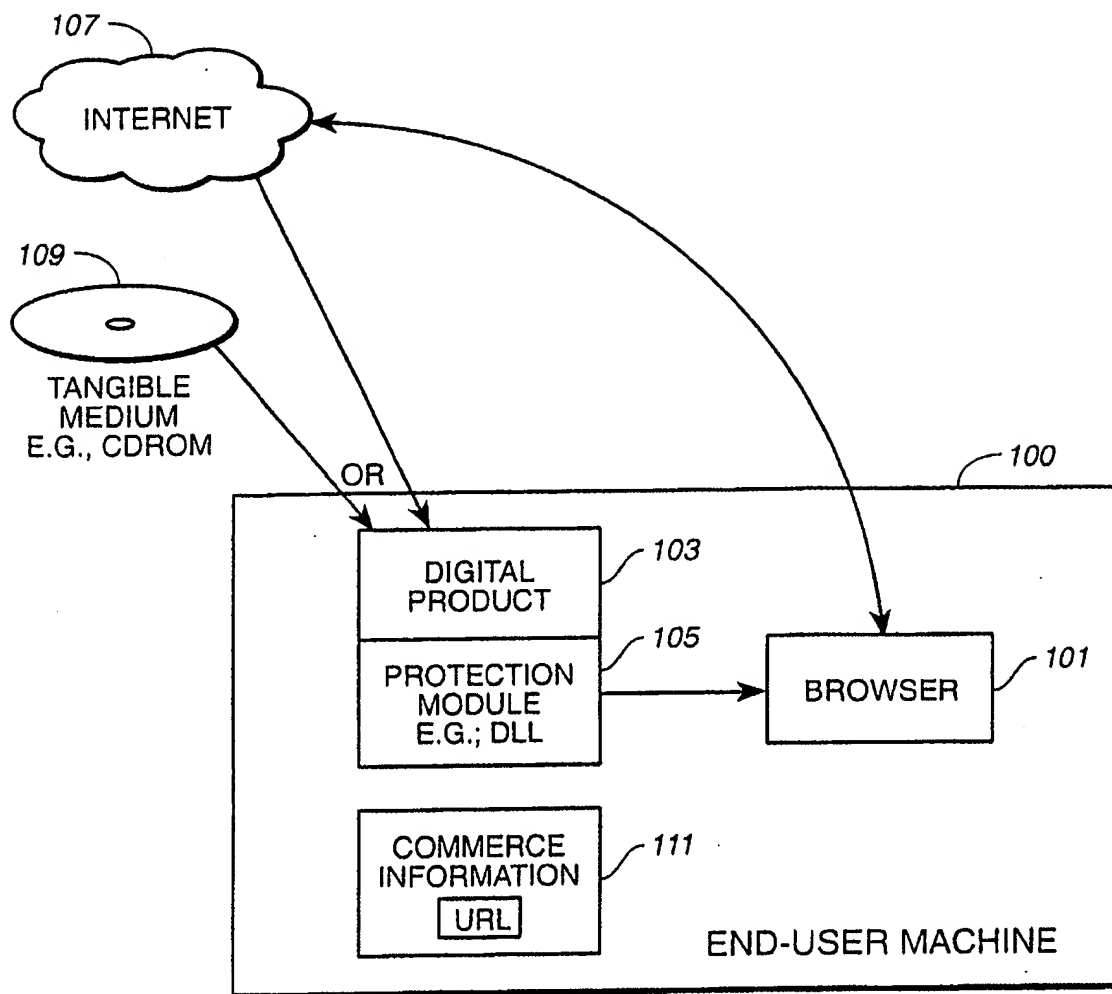 107
INTERNET
109
TANGIBLE
MEDIUM
E.G., CDROM
OR
100
DIGITAL
PRODUCT
103
PROTECTION
MODULE
E.G.; DLL
105
BROWSER
101
COMMERCE
INFORMATION
URL
111
END-USER MACHINE